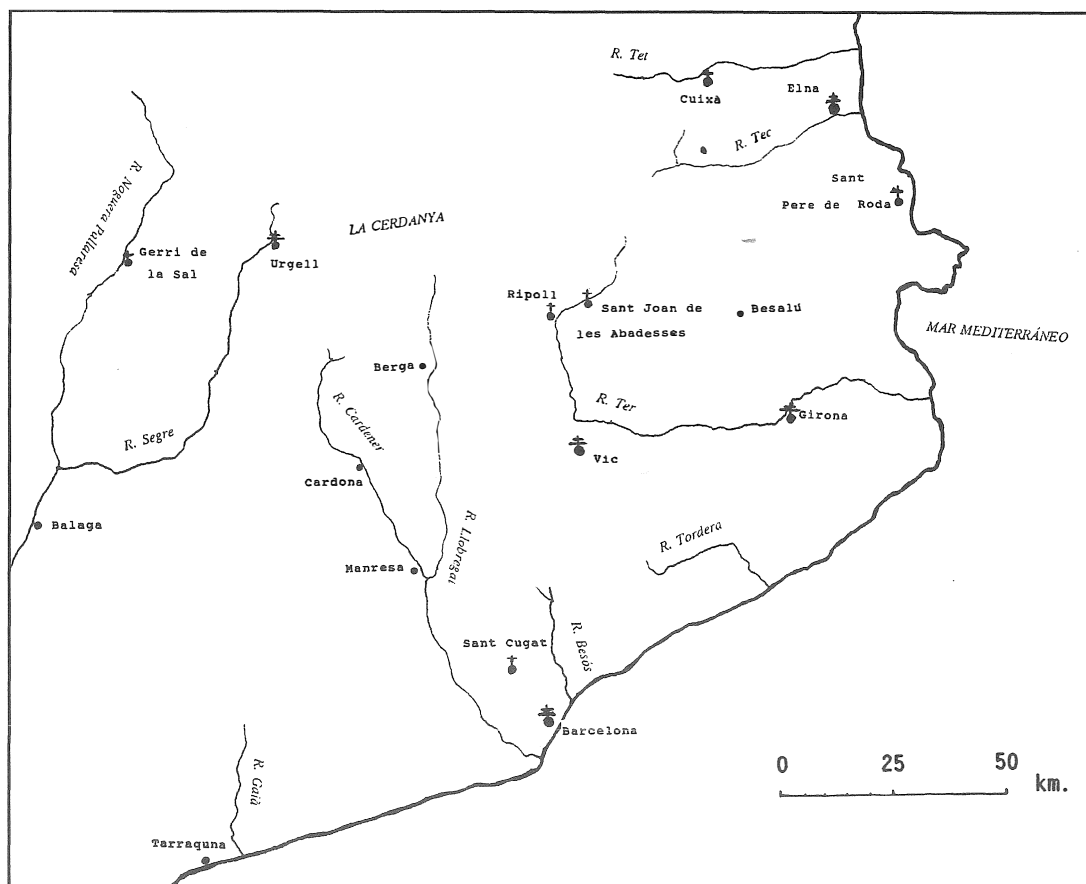 R. Tet
Cuixà
Elna
R. Tec
Sant
Pere de Roda
R. Noguera Pallaresa
LA CERDANYA
Gerri de
la Sal
Urgell
Ripoll
Sant Joan de
les Abadesses
Besalú
MAR MEDITERRÁNEO
Berga
R. Cardener
R. Ter
Girona
R. Segre
Vic
Cardona
Balaga
R. Llobregat
R. Tordera
Manresa
Sant Cugat
R. Besòs
Barcelona
R. Gaià
0 25 50
km.
Tarraquna